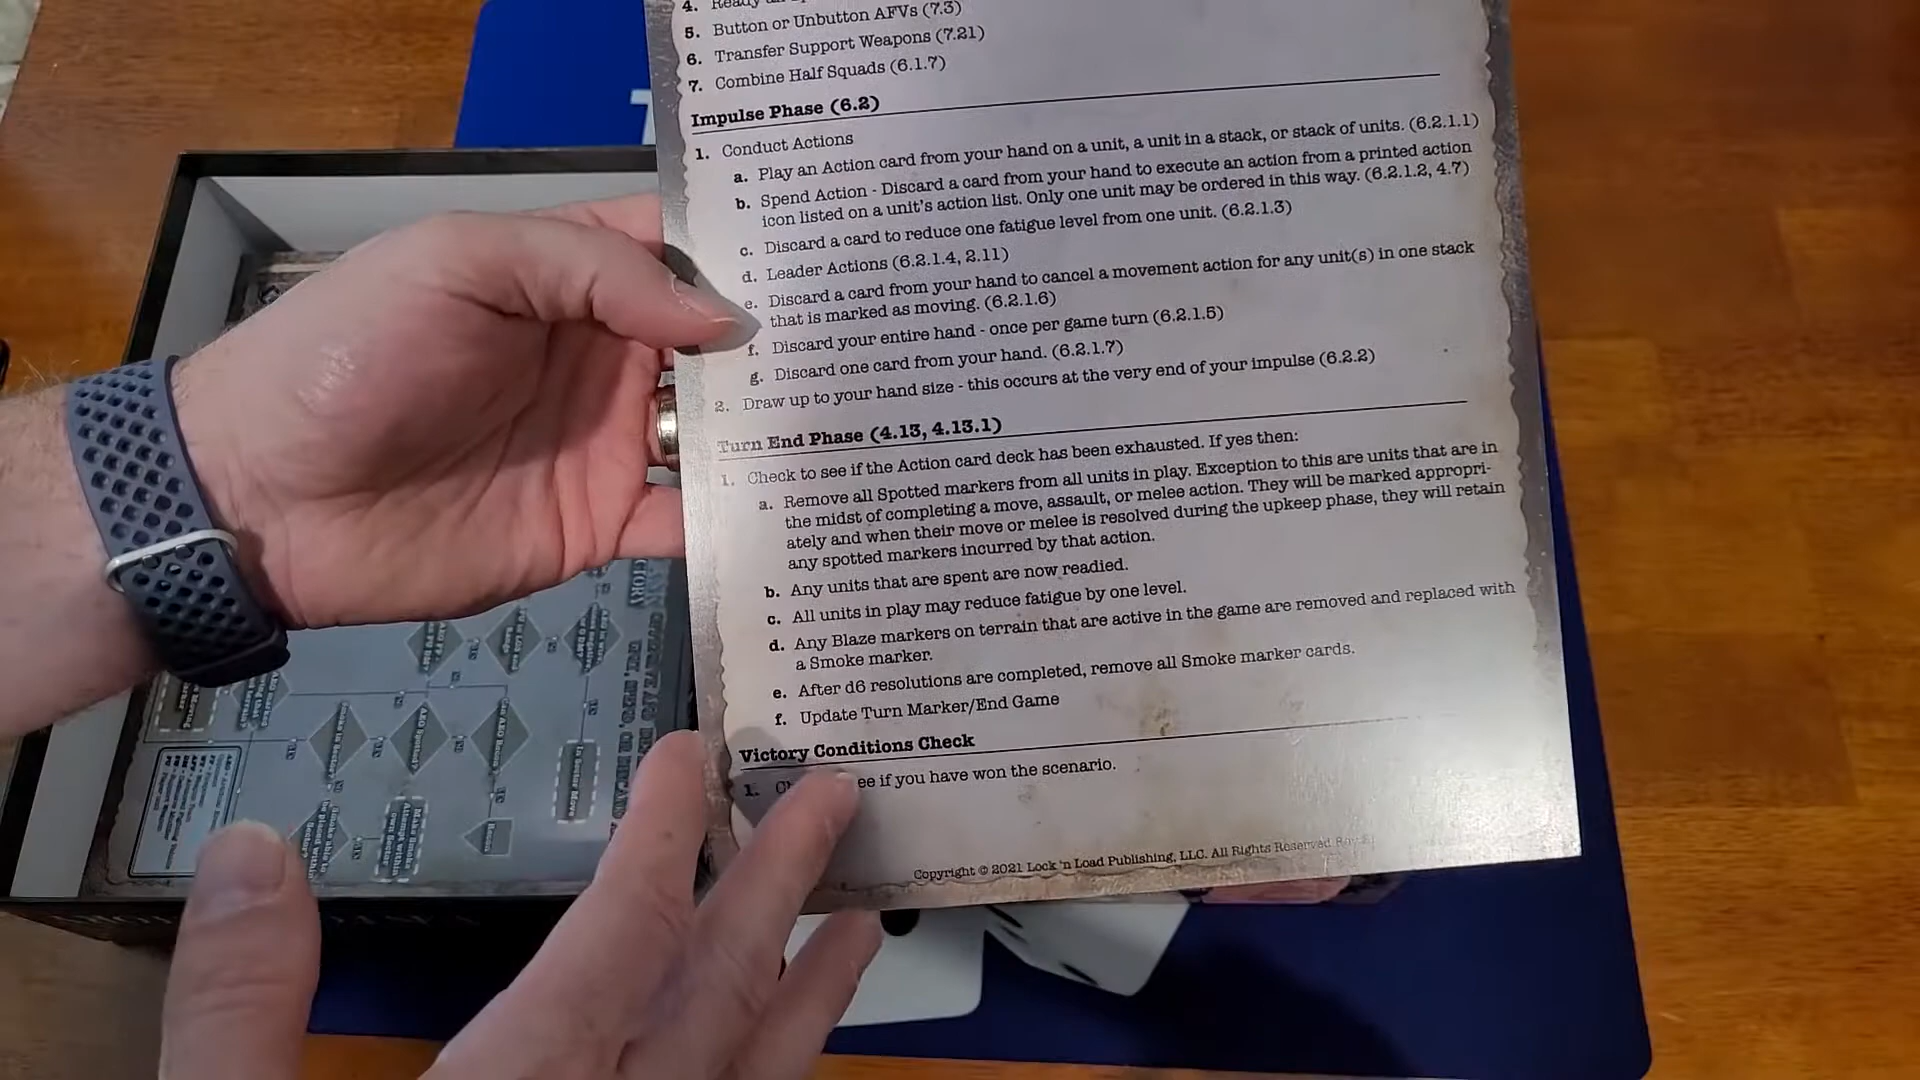 4. Ready
5. Button or Unbutton AFVs (7.3)
6. Transfer Support Weapons (7.21)
7. Combine Half Squads (6.1.7)
Impulse Phase (6.2)
1. Conduct Actions
a. Play an Action card from your hand on a unit, a unit in a stack, or stack of units. (6.2.1.1)
b. Spend Action - Discard a card from your hand to execute an action from a printed action
icon listed on a unit's action list. Only one unit may be ordered in this way. (6.2.1.2, 4.7)
c. Discard a card to reduce one fatigue level from one unit. (6.2.1.3)
d. Leader Actions (6.2.1.4, 2.11)
e. Discard a card from your hand to cancel a movement action for any unit(s) in one stack
that is marked as moving. (6.2.1.6)
f. Discard your entire hand - once per game turn (6.2.1.5)
g. Discard one card from your hand. (6.2.1.7)
2. Draw up to your hand size - this occurs at the very end of your impulse (6.2.2)
Turn End Phase (4.13, 4.13.1)
1. Check to see if the Action card deck has been exhausted. If yes then:
a. Remove all Spotted markers from all units in play. Exception to this are units that are in
the midst of completing a move, assault, or melee action. They will be marked appropri-
ately and when their move or melee is resolved during the upkeep phase, they will retain
any spotted markers incurred by that action.
b. Any units that are spent are now readied.
c. All units in play may reduce fatigue by one level.
d. Any Blaze markers on terrain that are active in the game are removed and replaced with
a Smoke marker.
e. After d6 resolutions are completed, remove all Smoke marker cards.
f. Update Turn Marker/End Game
Victory Conditions Check
1. ee if you have won the scenario.
Copyright © 2021 Lock 'n Load Publishing, LLC. All Rights Reserved